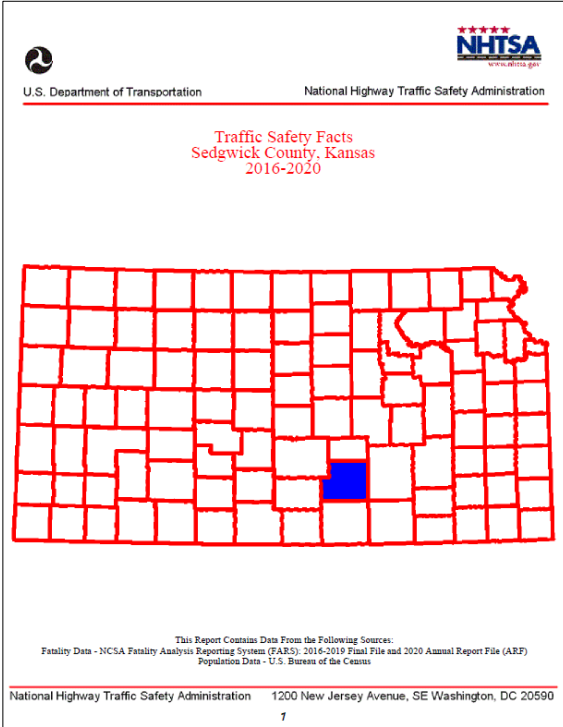 NHTSA
www.nhtsa.gov
U.S. Department of Transportation
National Highway Traffic Safety Administration
Traffic Safety Facts
Sedgwick County, Kansas
2016-2020
This Report Contains Data From the Following Sources:
Fatality Data - NCSA Fatality Analysis Reporting System (FARS): 2016-2019 Final File and 2020 Annual Report File (ARF)
Population Data - U.S. Bureau of the Census
National Highway Traffic Safety Administration 1200 New Jersey Avenue, SE Washington, DC 20590
1